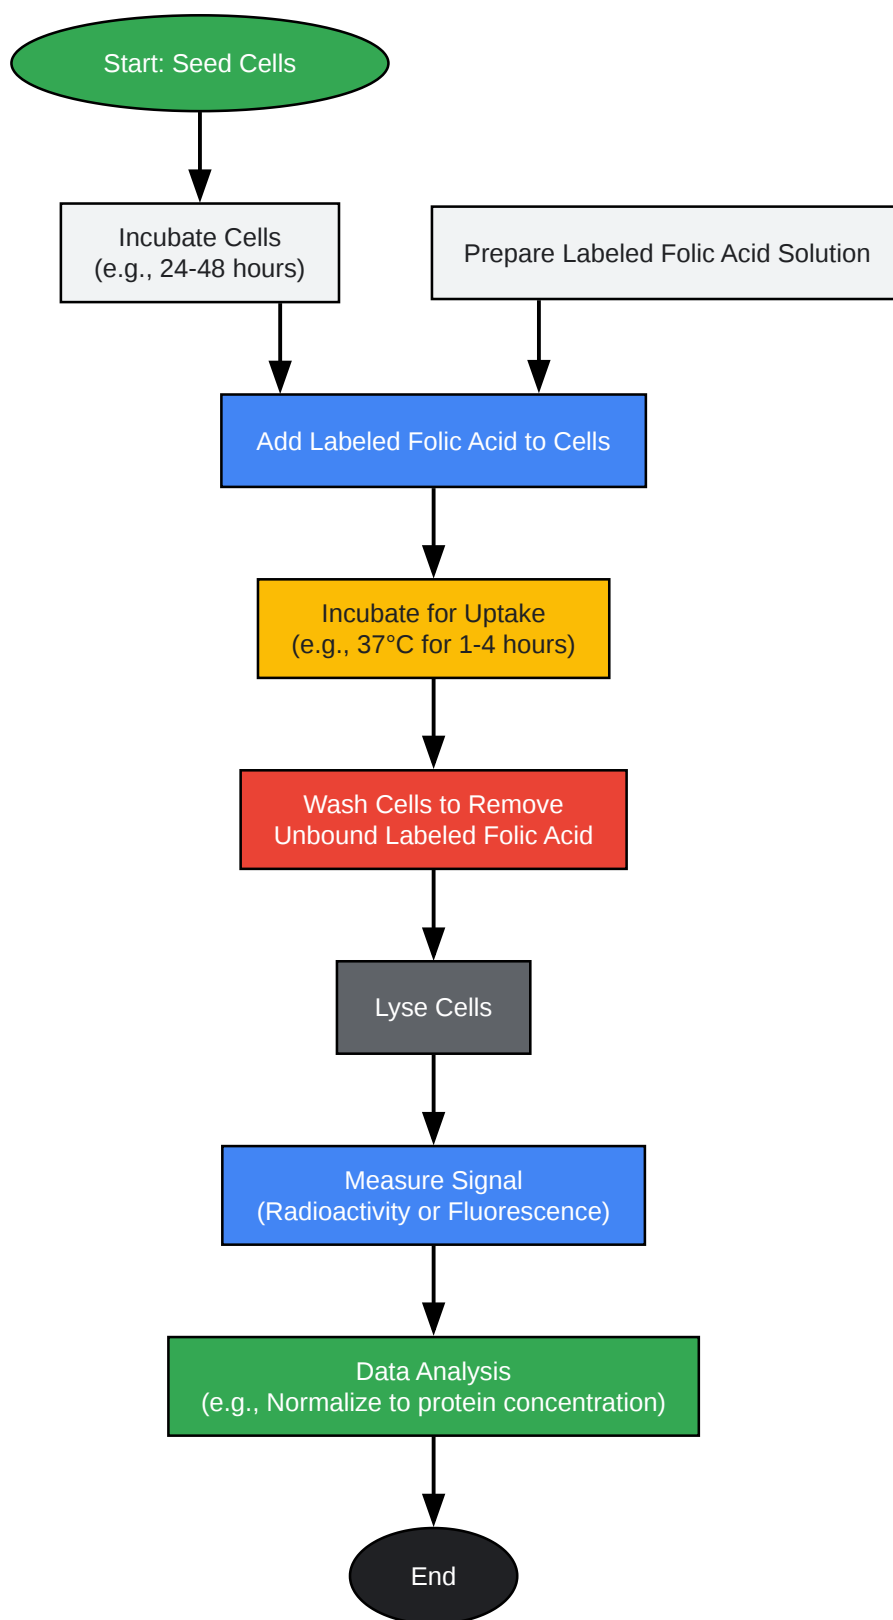 Start: Seed Cells
Incubate Cells
(e.g., 24-48 hours)
Prepare Labeled Folic Acid Solution
Add Labeled Folic Acid to Cells
Incubate for Uptake
(e.g., 37°C for 1-4 hours)
Wash Cells to Remove
Unbound Labeled Folic Acid
Lyse Cells
Measure Signal
(Radioactivity or Fluorescence)
Data Analysis
(e.g., Normalize to protein concentration)
End